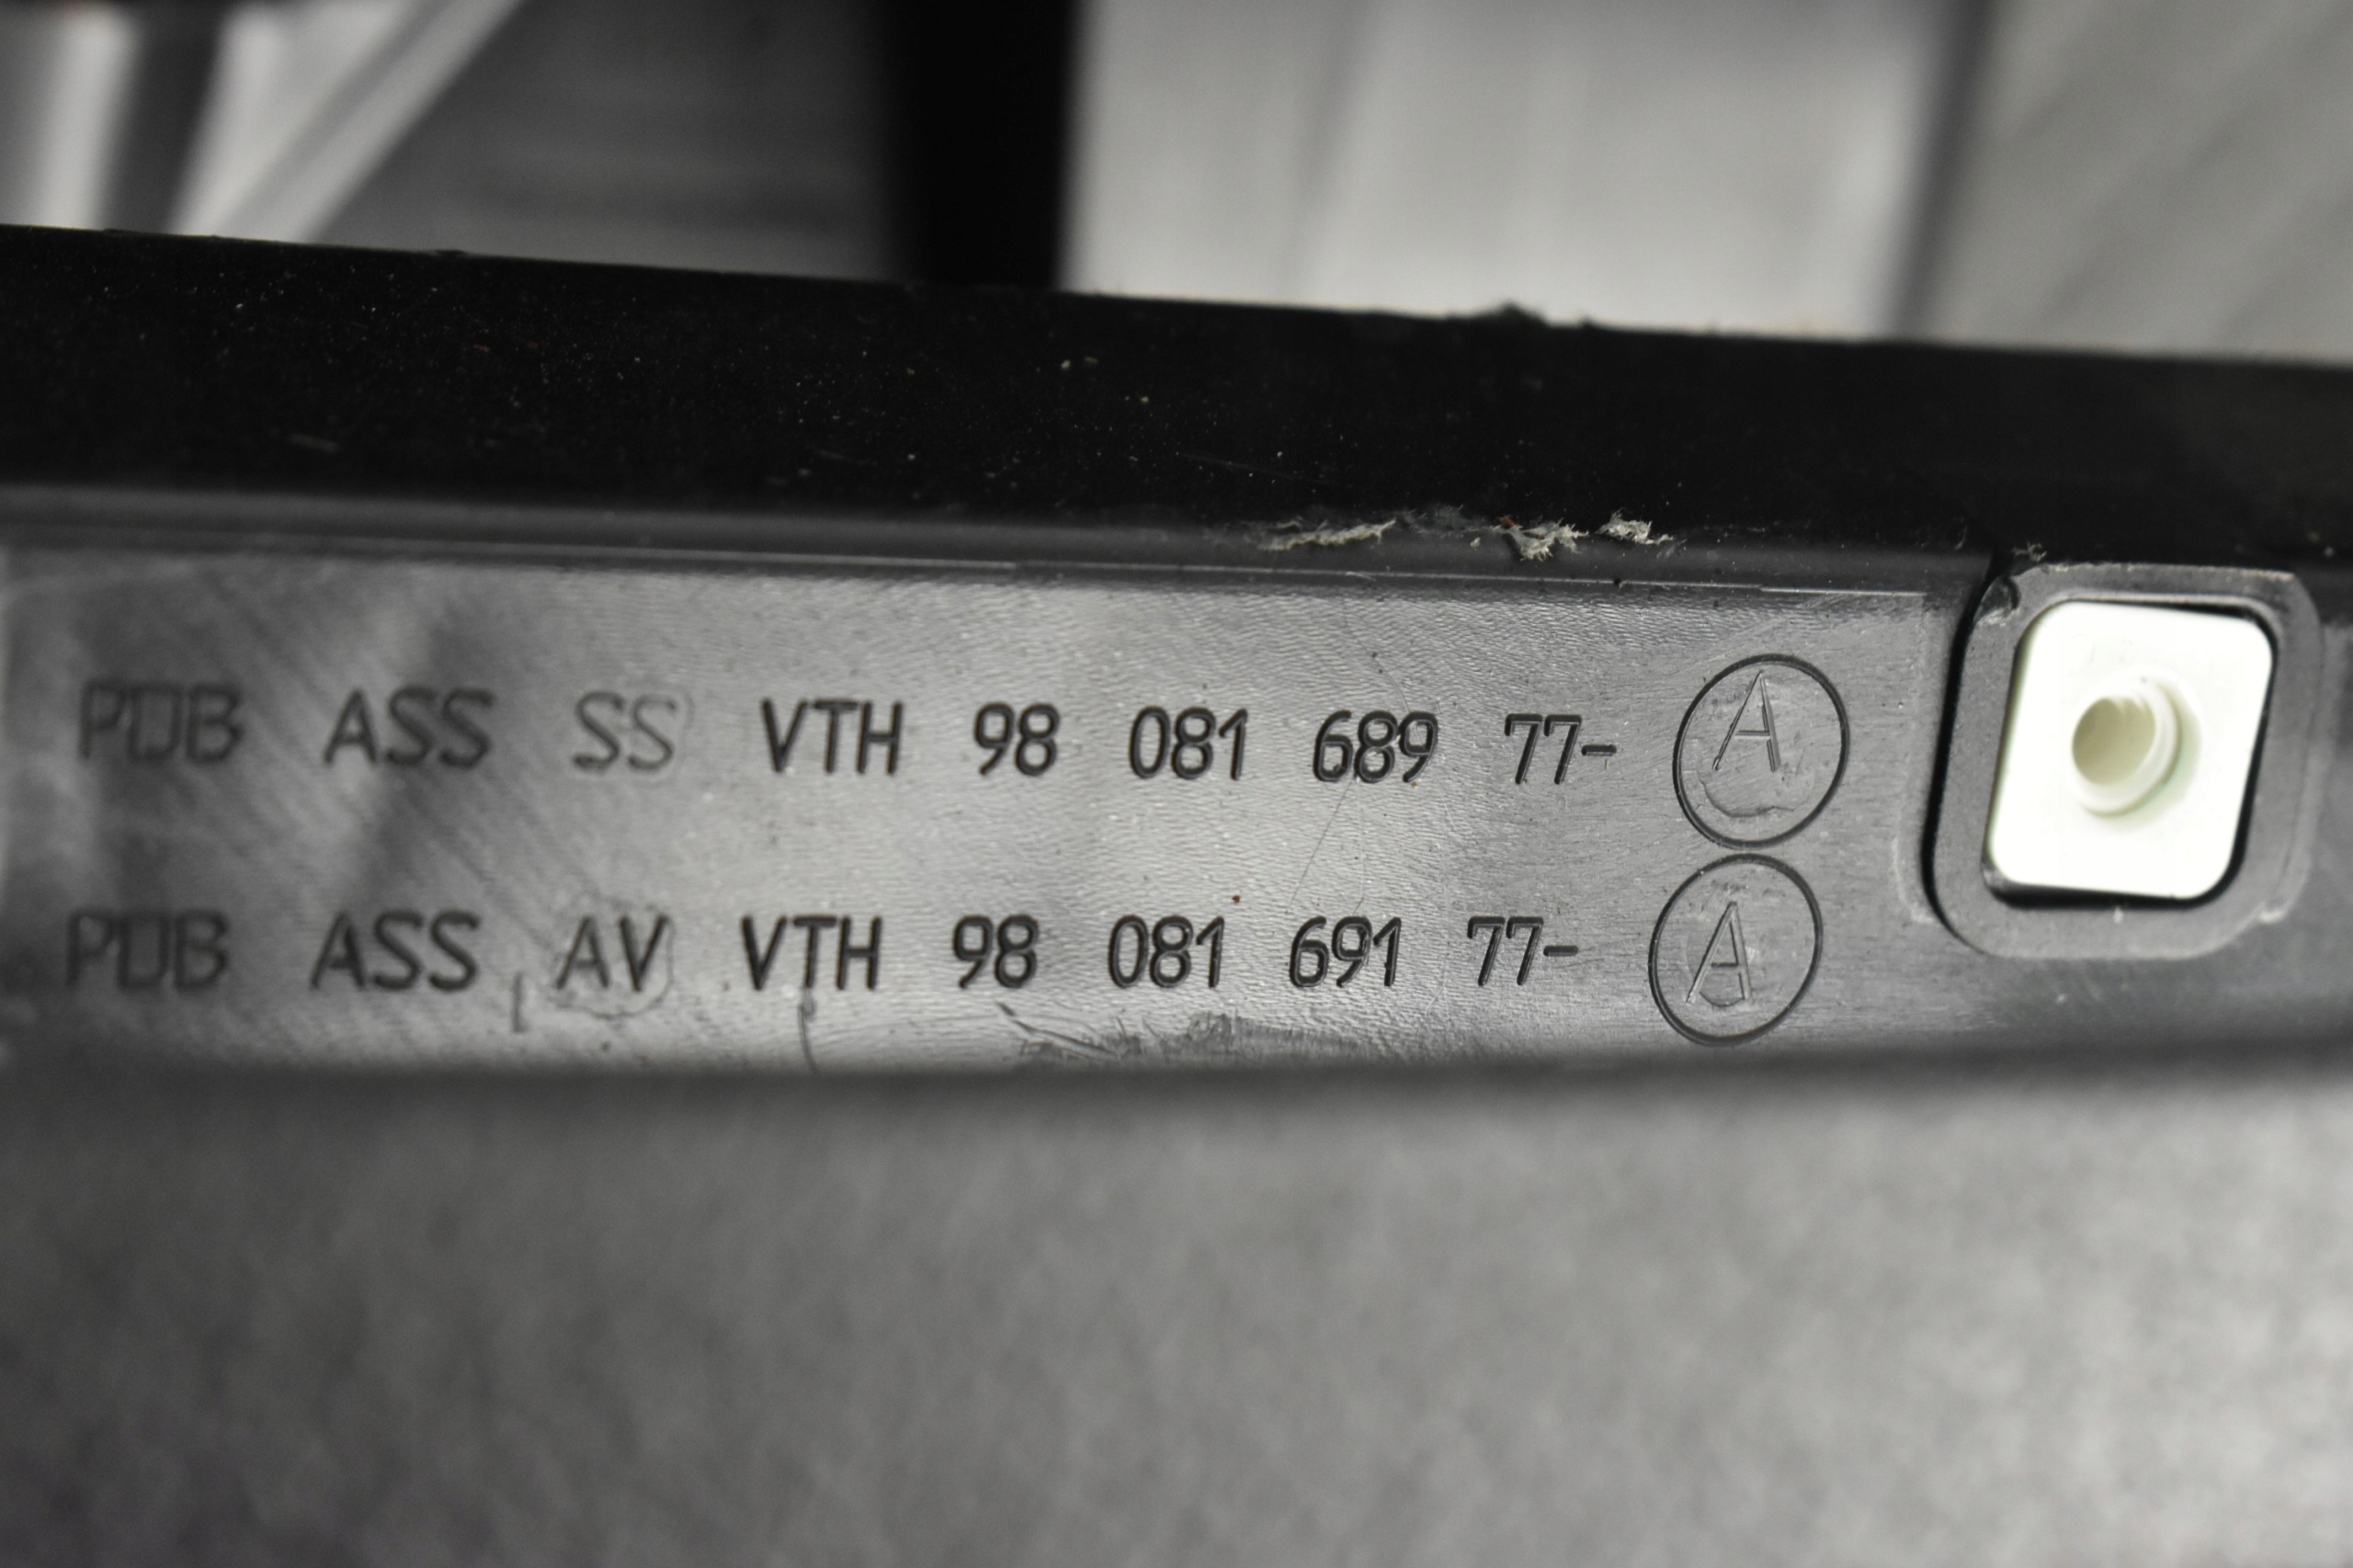 PDB ASS SS VTH 98 081 689 77- A
PDB ASS AV VTH 98 081 691 77- A